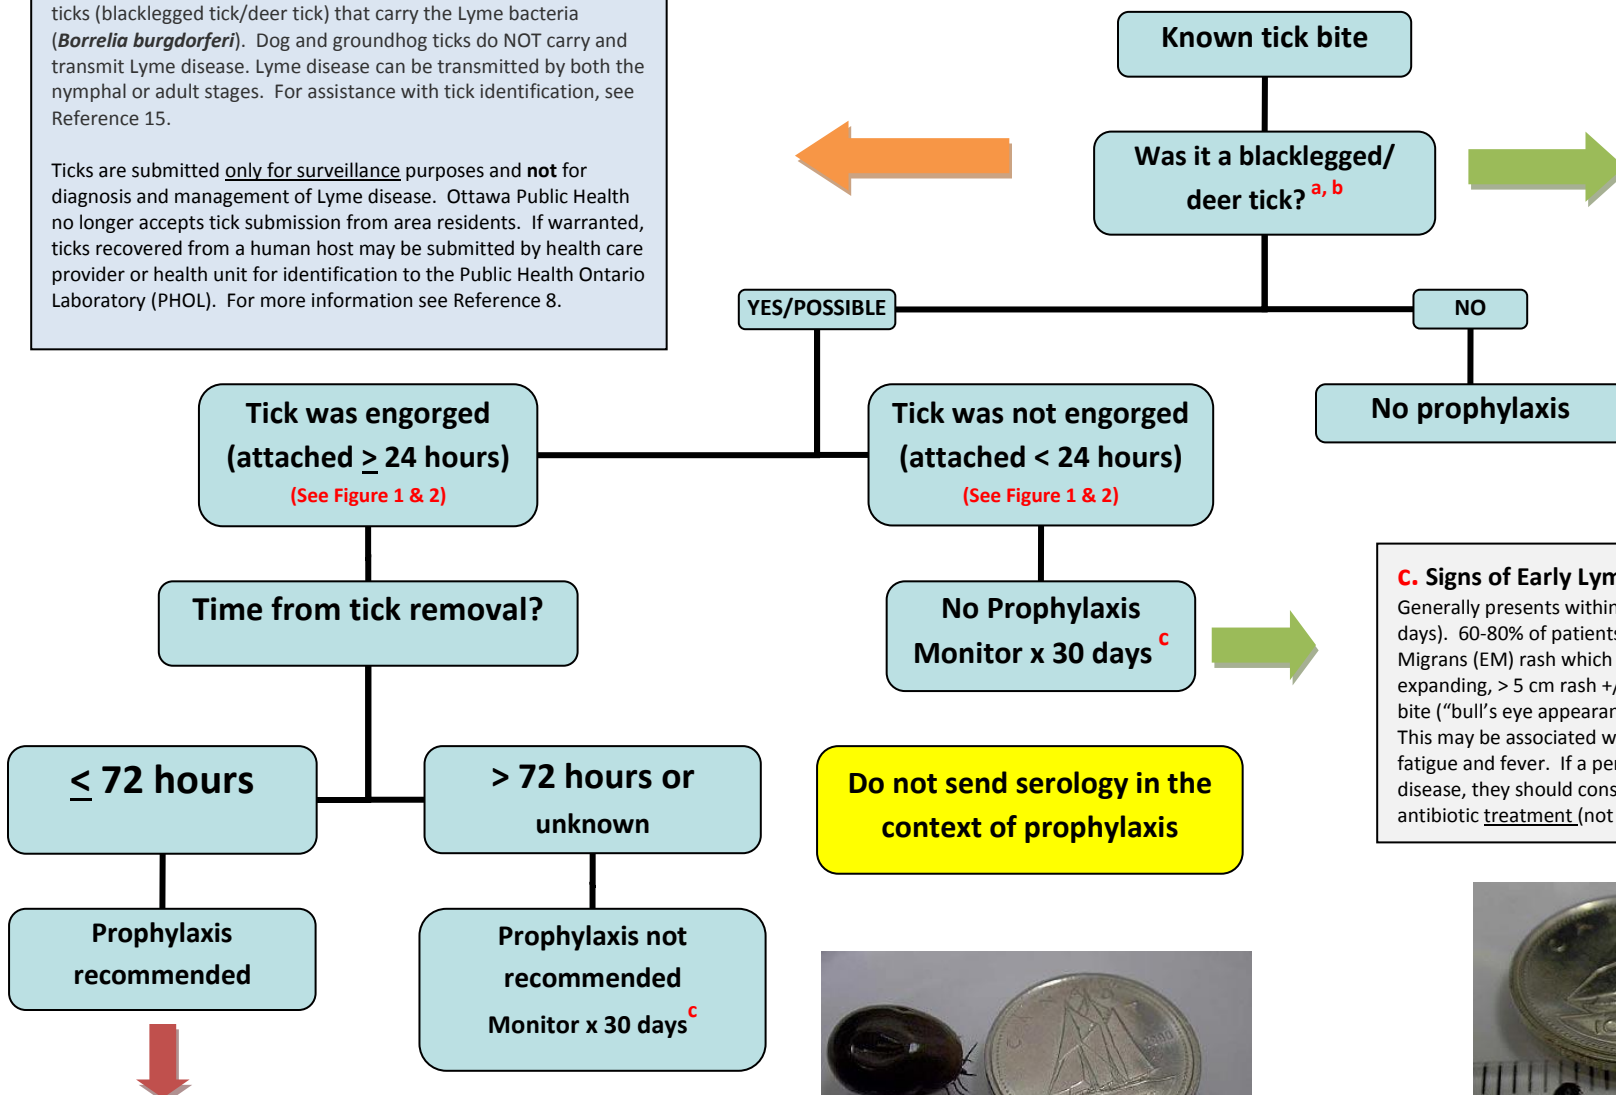 ticks (blacklegged tick/deer tick) that carry the Lyme bacteria
(Borrelia burgdorferi). Dog and groundhog ticks do NOT carry and
transmit Lyme disease. Lyme disease can be transmitted by both the
nymphal or adult stages. For assistance with tick identification, see
Reference 15.
Ticks are submitted only for surveillance purposes and not for
diagnosis and management of Lyme disease. Ottawa Public Health
no longer accepts tick submission from area residents. If warranted,
ticks recovered from a human host may be submitted by health care
provider or health unit for identification to the Public Health Ontario
Laboratory (PHOL). For more information see Reference 8.
Known tick bite
Was it a blacklegged/
deer tick? a, b
YES/POSSIBLE
NO
No prophylaxis
Tick was engorged
(attached ≥ 24 hours)
(See Figure 1 & 2)
Tick was not engorged
(attached < 24 hours)
(See Figure 1 & 2)
Time from tick removal?
No Prophylaxis
Monitor x 30 days c
c. Signs of Early Lym
Generally presents within
days). 60-80% of patients
Migrans (EM) rash which
expanding, > 5 cm rash +/
bite ("bull's eye appearan
This may be associated w
fatigue and fever. If a per
disease, they should cons
antibiotic treatment (not
≤ 72 hours
> 72 hours or
unknown
Do not send serology in the
context of prophylaxis
Prophylaxis
recommended
Prophylaxis not
recommended
Monitor x 30 days c